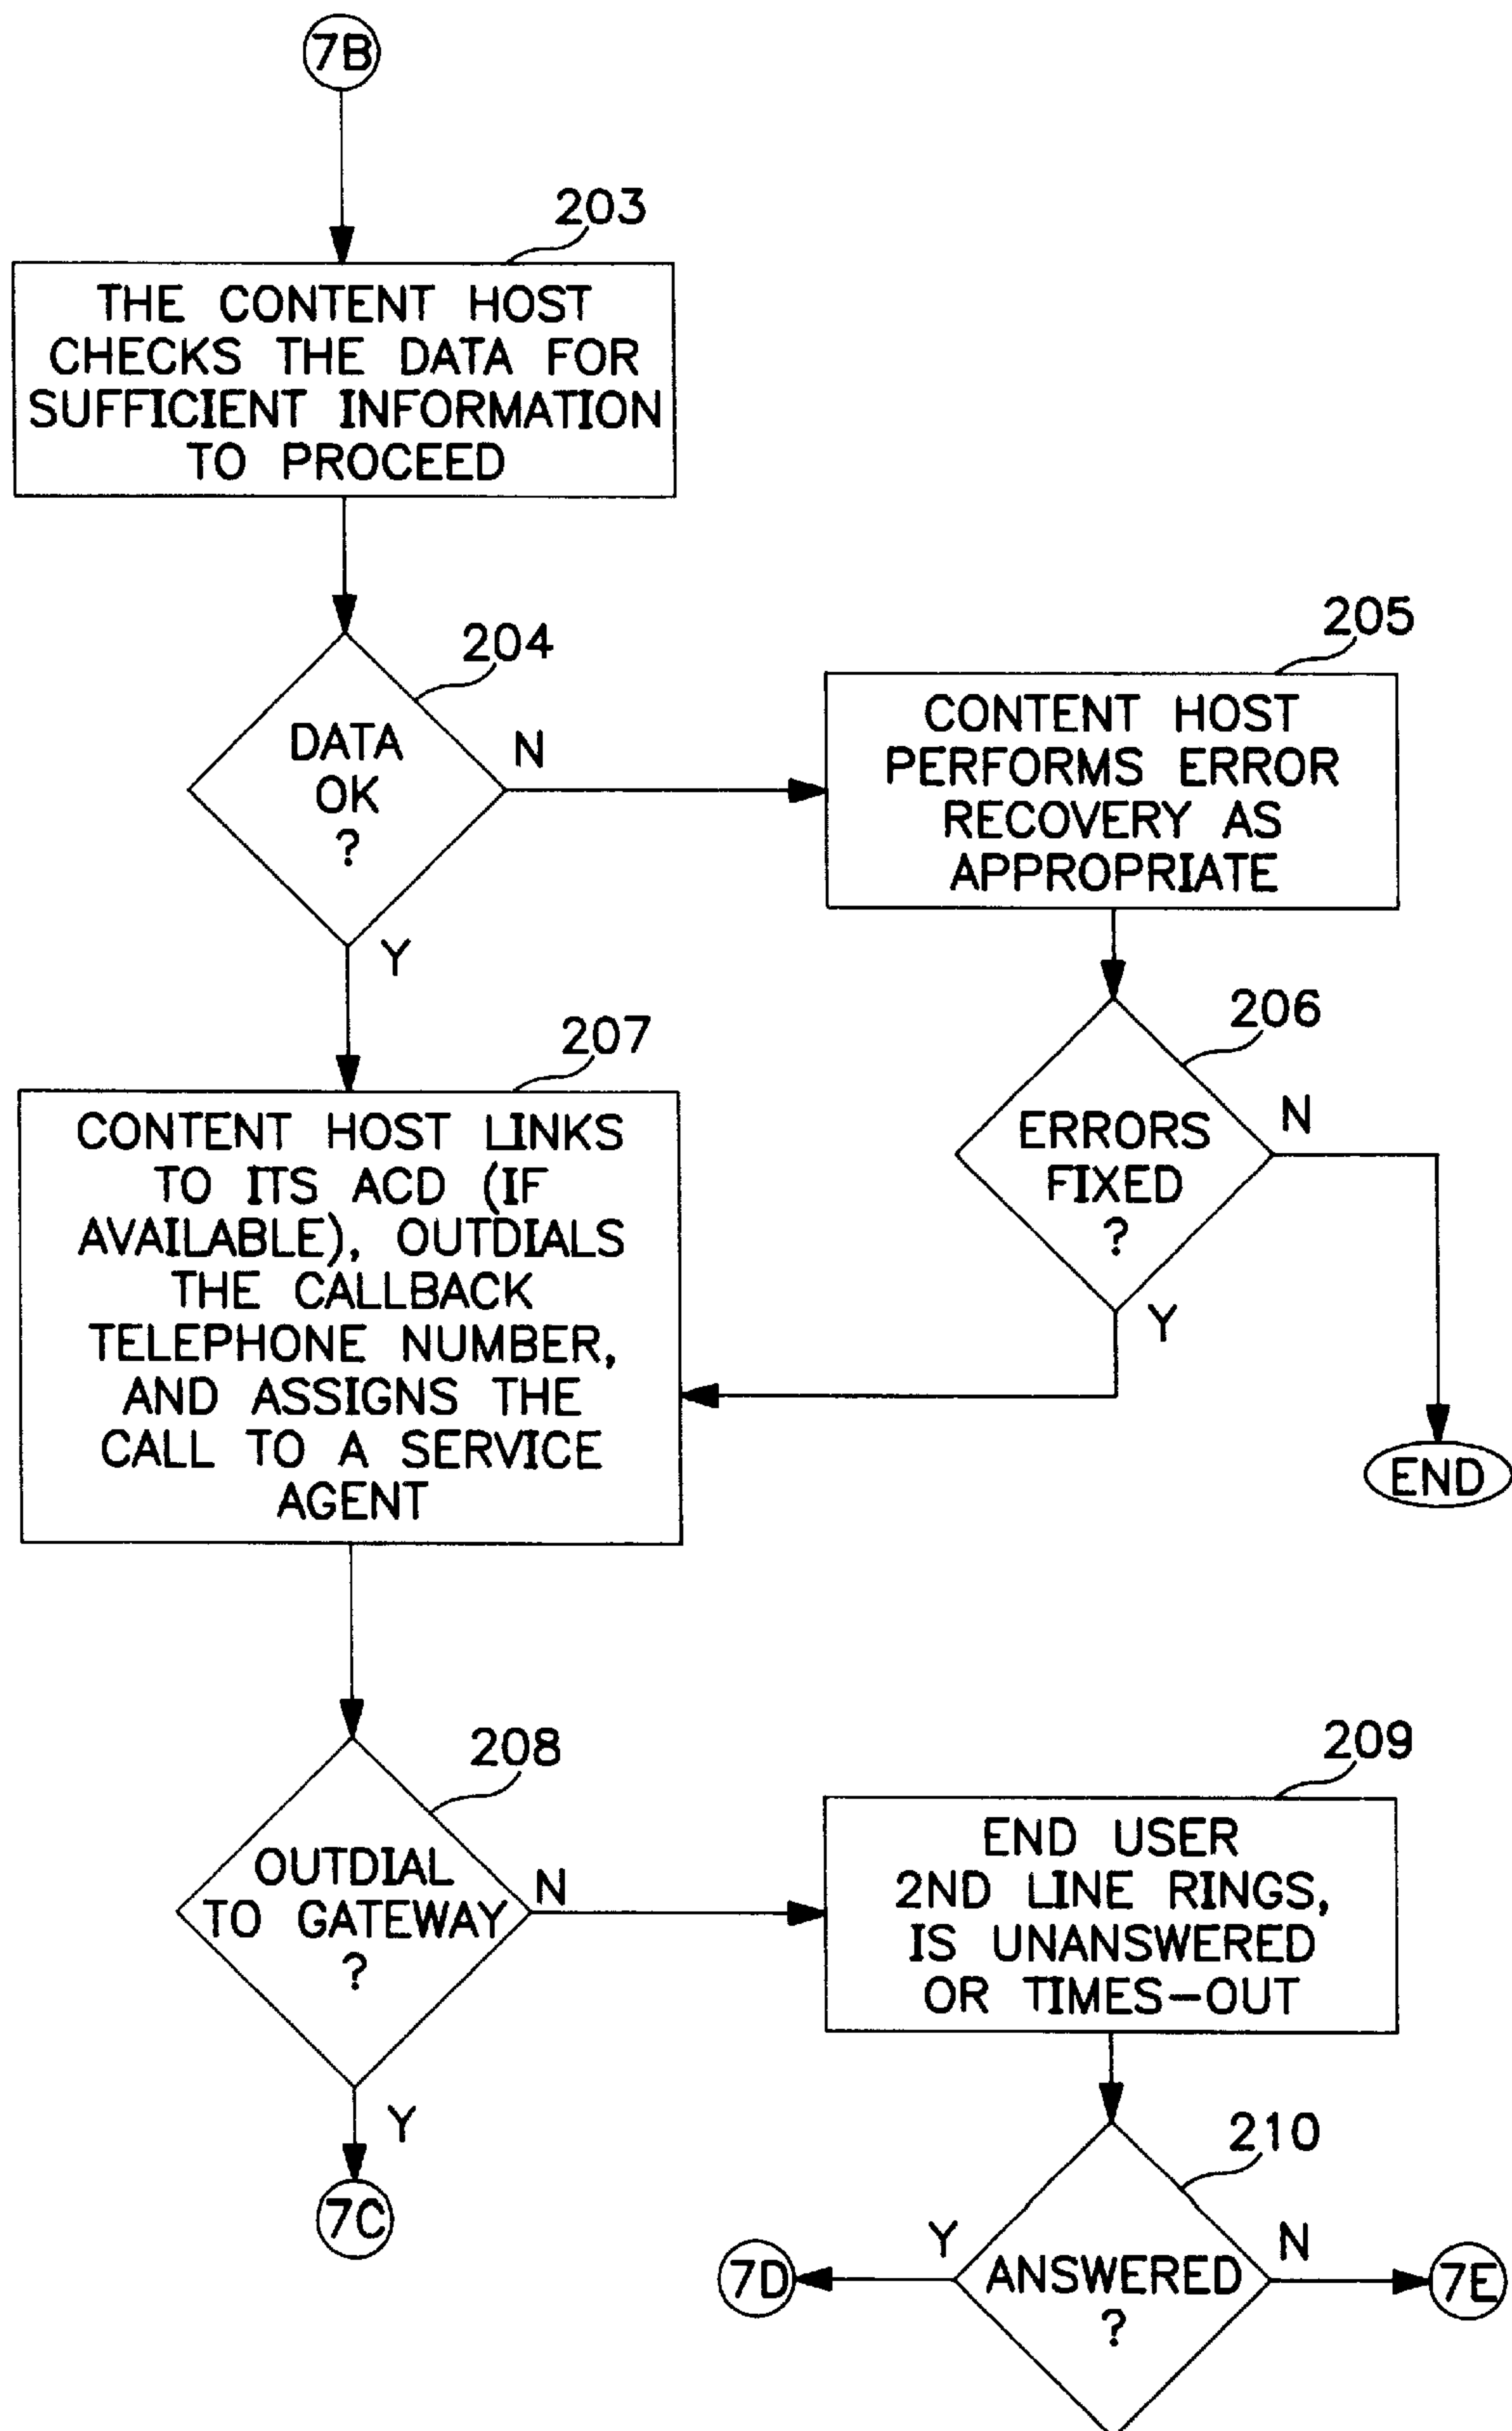 7B
203
THE CONTENT HOST
CHECKS THE DATA FOR
SUFFICIENT INFORMATION
TO PROCEED
204
DATA
OK
?
N
Y
205
CONTENT HOST
PERFORMS ERROR
RECOVERY AS
APPROPRIATE
206
ERRORS
FIXED
?
N
Y
END
207
CONTENT HOST LINKS
TO ITS ACD (IF
AVAILABLE), OUTDIALS
THE CALLBACK
TELEPHONE NUMBER,
AND ASSIGNS THE
CALL TO A SERVICE
AGENT
208
OUTDIAL
TO GATEWAY
?
N
Y
7C
209
END USER
2ND LINE RINGS,
IS UNANSWERED
OR TIMES-OUT
210
ANSWERED
?
Y
N
7D
7E